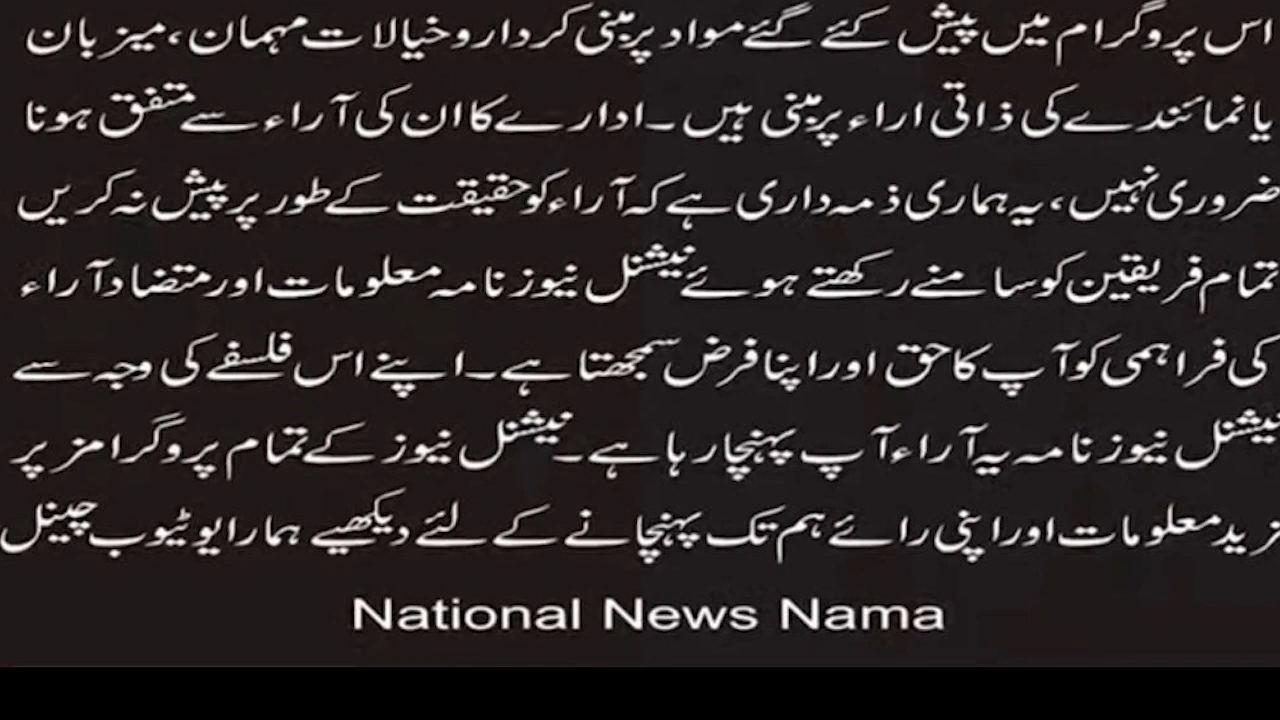 اس پروگرام میں پیش کئے گئے مواد پر مبنی کردار و خیالات مہمان، میزبان
یا نمائندے کی ذاتی اراء پر مبنی ہیں۔ ادارے کا ان کی آراء سے متفق ہونا
ضروری نہیں، یہ ہماری ذمہ داری ہے کہ آراء کو حقیقت کے طور پر پیش نہ کریں
تمام فریقین کو سامنے رکھتے ہوئے نیشنل نیوز نامہ معلومات اور متضاد آراء
کی فراہمی کو آپ کا حق اور اپنا فرض سمجھتا ہے۔ اپنے اس فلسفے کی وجہ سے
نیشنل نیوز نامہ یہ آراء آپ پہنچا رہا ہے۔ نیشنل نیوز کے تمام پروگرامز پر
مزید معلومات اور اپنی رائے ہم تک پہنچانے کے لئے دیکھیے ہمارا یو ٹیوب چینل
National News Nama